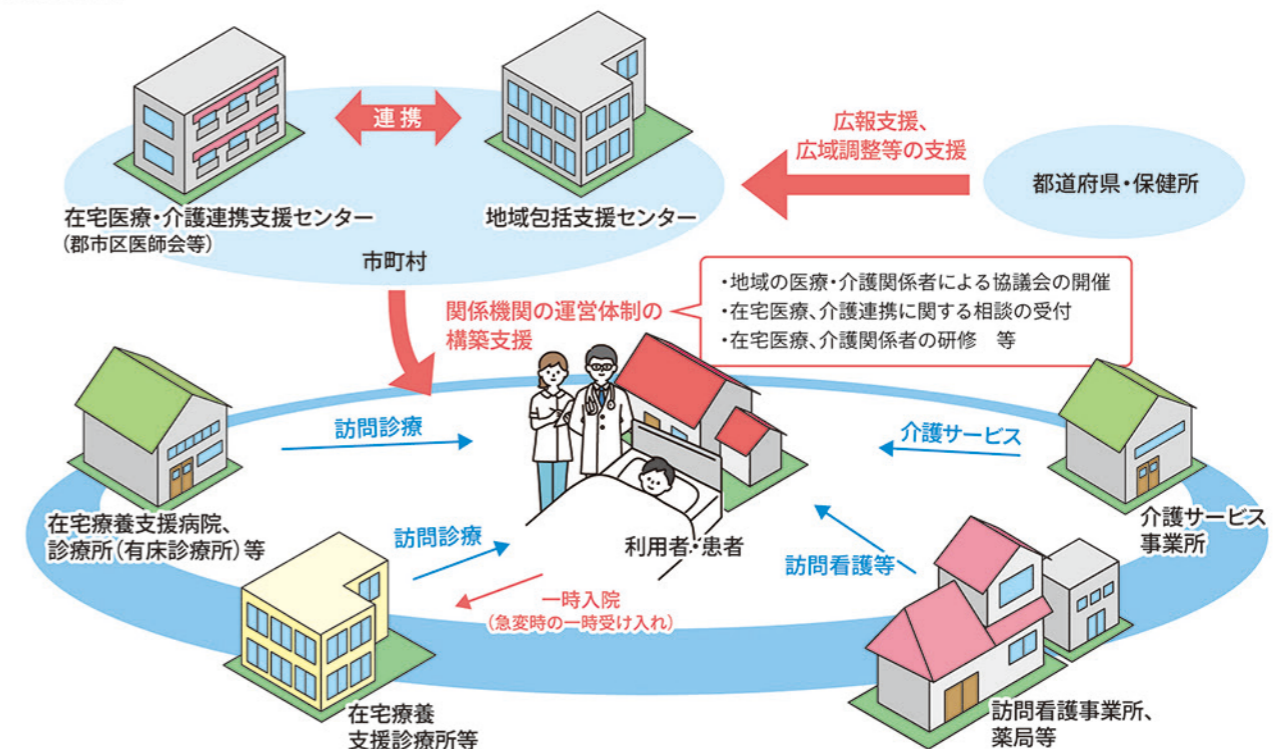 連携
在宅医療・介護連携支援センター
(郡市区医師会等)
地域包括支援センター
市町村
広報支援、
広域調整等の支援
都道府県・保健所
関係機関の運営体制の
構築支援
・地域の医療・介護関係者による協議会の開催
・在宅医療、介護連携に関する相談の受付
・在宅医療、介護関係者の研修　等
訪問診療
介護サービス
在宅療養支援病院、
診療所(有床診療所)等
訪問診療
利用者・患者
訪問看護等
介護サービス
事業所
一時入院
(急変時の一時受け入れ)
在宅療養
支援診療所等
訪問看護事業所、
薬局等